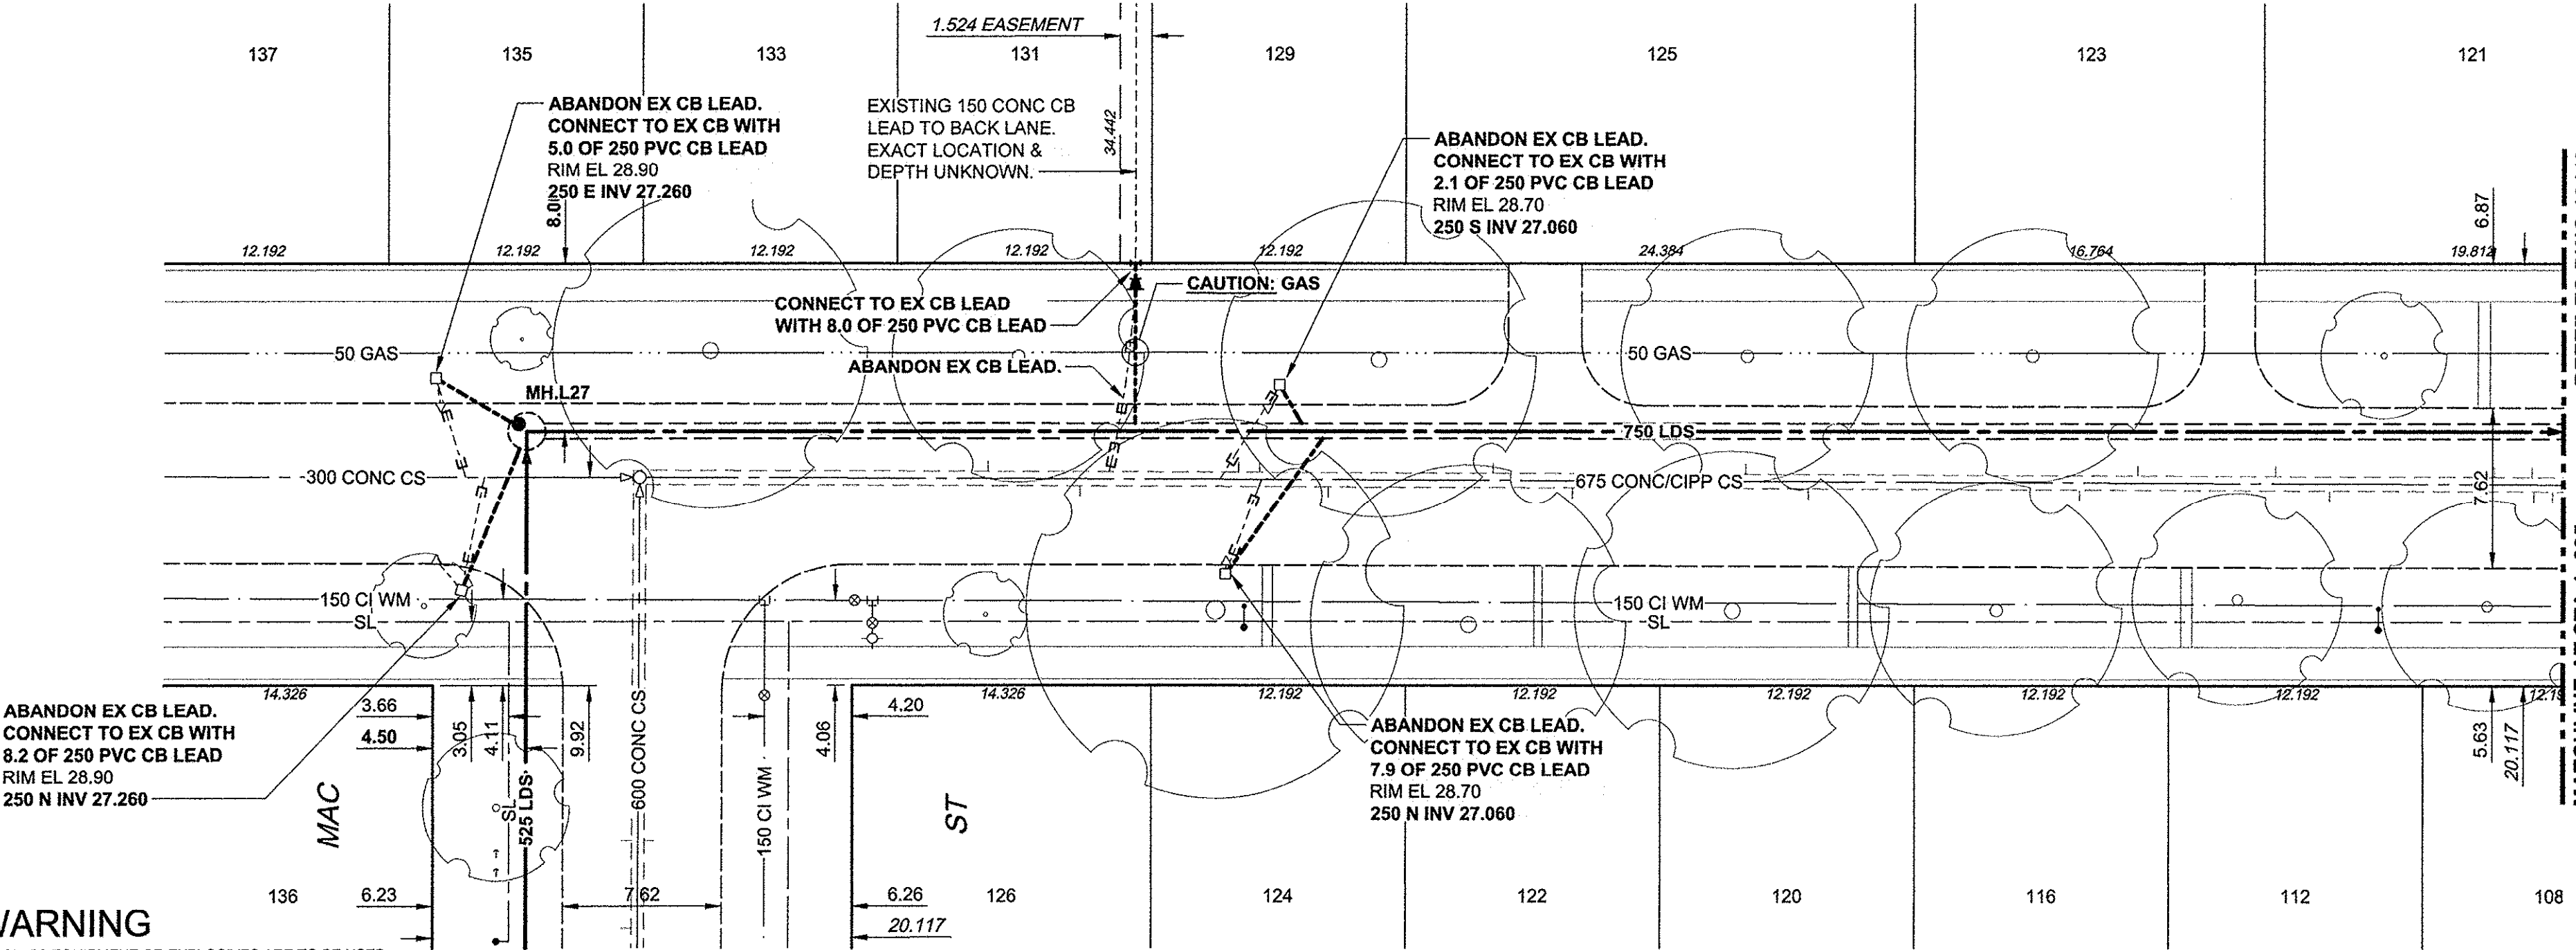 1.524 EASEMENT
137
135
133
131
129
125
123
121
ABANDON EX CB LEAD.
CONNECT TO EX CB WITH
5.0 OF 250 PVC CB LEAD
RIM EL 28.90
250 E INV 27.260
EXISTING 150 CONC CB
LEAD TO BACK LANE.
EXACT LOCATION &
DEPTH UNKNOWN.
34.442
ABANDON EX CB LEAD.
CONNECT TO EX CB WITH
2.1 OF 250 PVC CB LEAD
RIM EL 28.70
250 S INV 27.060
6.87
12.192
12.192
12.192
12.192
12.192
24.384
16.764
19.812
CAUTION: GAS
CONNECT TO EX CB LEAD
WITH 8.0 OF 250 PVC CB LEAD
50 GAS
50 GAS
ABANDON EX CB LEAD.
MH.L27
750 LDS
300 CONC CS
675 CONC/CIPP CS
7.62
150 CI WM
SL
150 CI WM
SL
14.326
14.326
12.192
12.192
12.192
12.192
12.192
ABANDON EX CB LEAD.
CONNECT TO EX CB WITH
8.2 OF 250 PVC CB LEAD
RIM EL 28.90
250 N INV 27.260
3.66
4.50
3.05
4.11
9.92
4.06
4.20
ABANDON EX CB LEAD.
CONNECT TO EX CB WITH
7.9 OF 250 PVC CB LEAD
RIM EL 28.70
250 N INV 27.060
5.63
20.117
MAC
SL
525 LDS
600 CONC CS
150 CI WM
ST
136
6.23
7.62
6.26
20.117
126
124
122
120
116
112
108